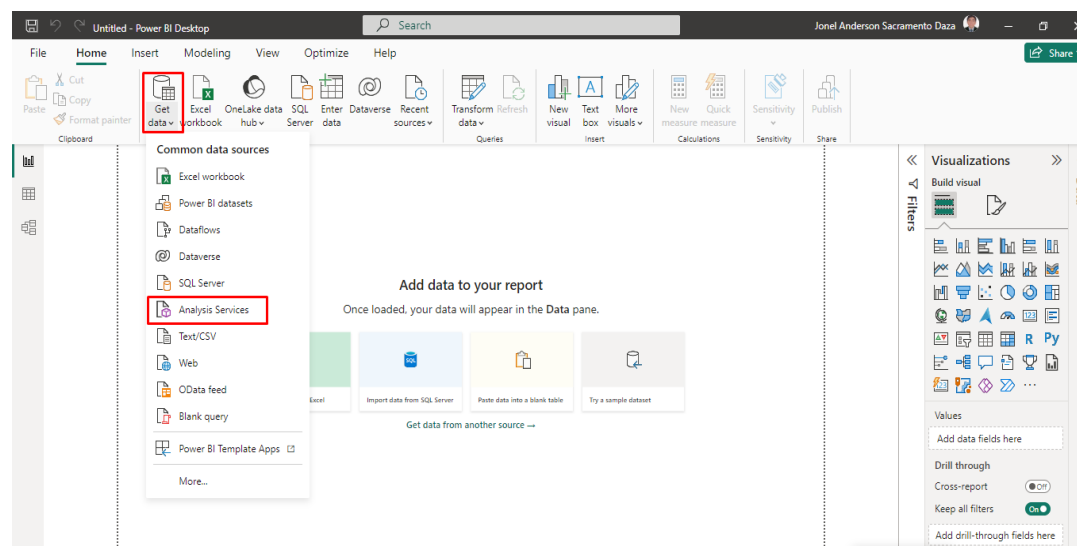 Untitled - Power BI Desktop
Search
Jonel Anderson Sacramento Daza
File Home Insert Modeling View Optimize Help
Share
Paste
Cut
Copy
Format painter
Clipboard
Get data
Excel workbook
OneLake data hub
SQL Server
Enter data
Dataverse
Recent sources
Transform data
Refresh
Queries
New visual
Text box
More visuals
Insert
New measure
Quick measure
Calculations
Sensitivity
Sensitivity
Publish
Share
Common data sources
Excel workbook
Power BI datasets
Dataflows
Dataverse
SQL Server
Analysis Services
Text/CSV
Web
OData feed
Blank query
Power BI Template Apps
More...
Add data to your report
Once loaded, your data will appear in the Data pane.
SQL
Excel
Import data from SQL Server
Paste data into a blank table
Try a sample dataset
Get data from another source →
Filters
Visualizations
Build visual
123
R Py
Values
Add data fields here
Drill through
Cross-report
Off
Keep all filters
On
Add drill-through fields here